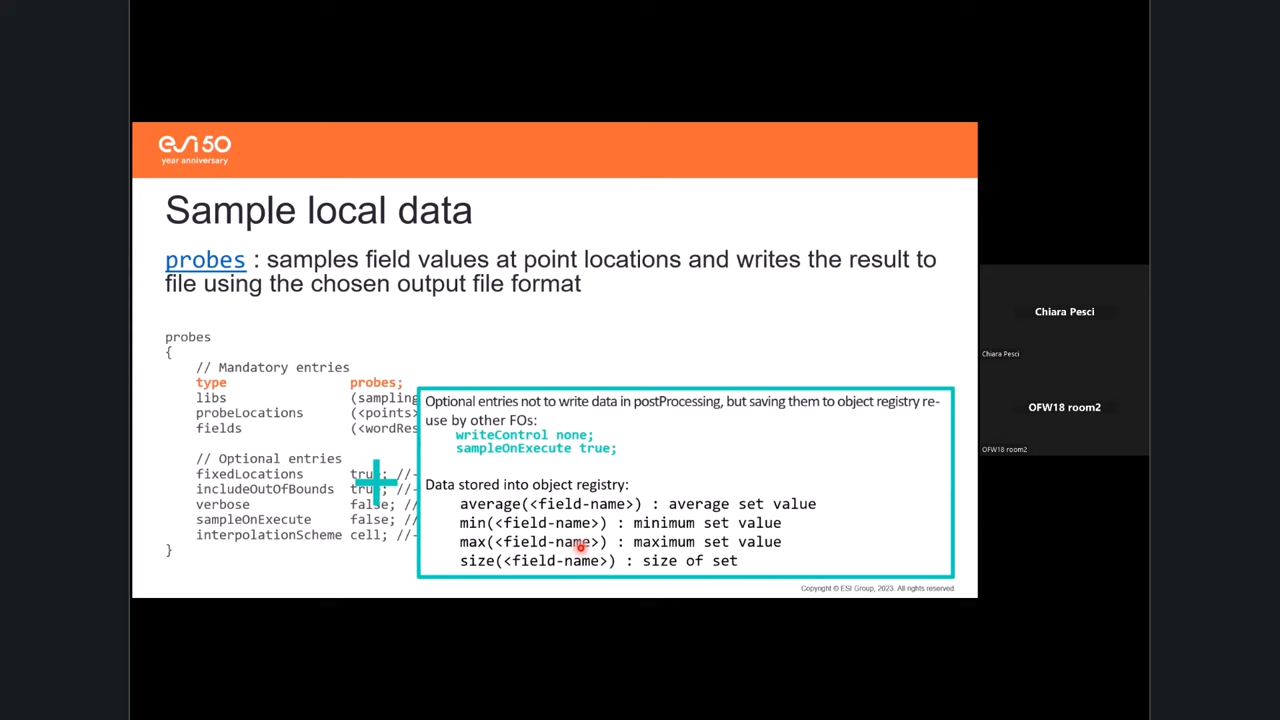 esi 50
year anniversary
Sample local data
probes : samples field values at point locations and writes the result to
file using the chosen output file format
probes
{
// Mandatory entries
type probes;
libs (sampling
probeLocations (<points>
fields (<wordRes
// Optional entries
fixedLocations true; //
includeOutOfBounds true; //
verbose false; //
sampleOnExecute false; //
interpolationScheme cell; //
}
Optional entries not to write data in postProcessing, but saving them to object registry re-
use by other FOs:
writeControl none;
sampleOnExecute true;
Data stored into object registry:
average(<field-name>) : average set value
min(<field-name>) : minimum set value
max(<field-name>) : maximum set value
size(<field-name>) : size of set
Copyright © ESI Group, 2023. All rights reserved.
Chiara Pesci
Chiara Pesci
OFW18 room2
OFW18 room2